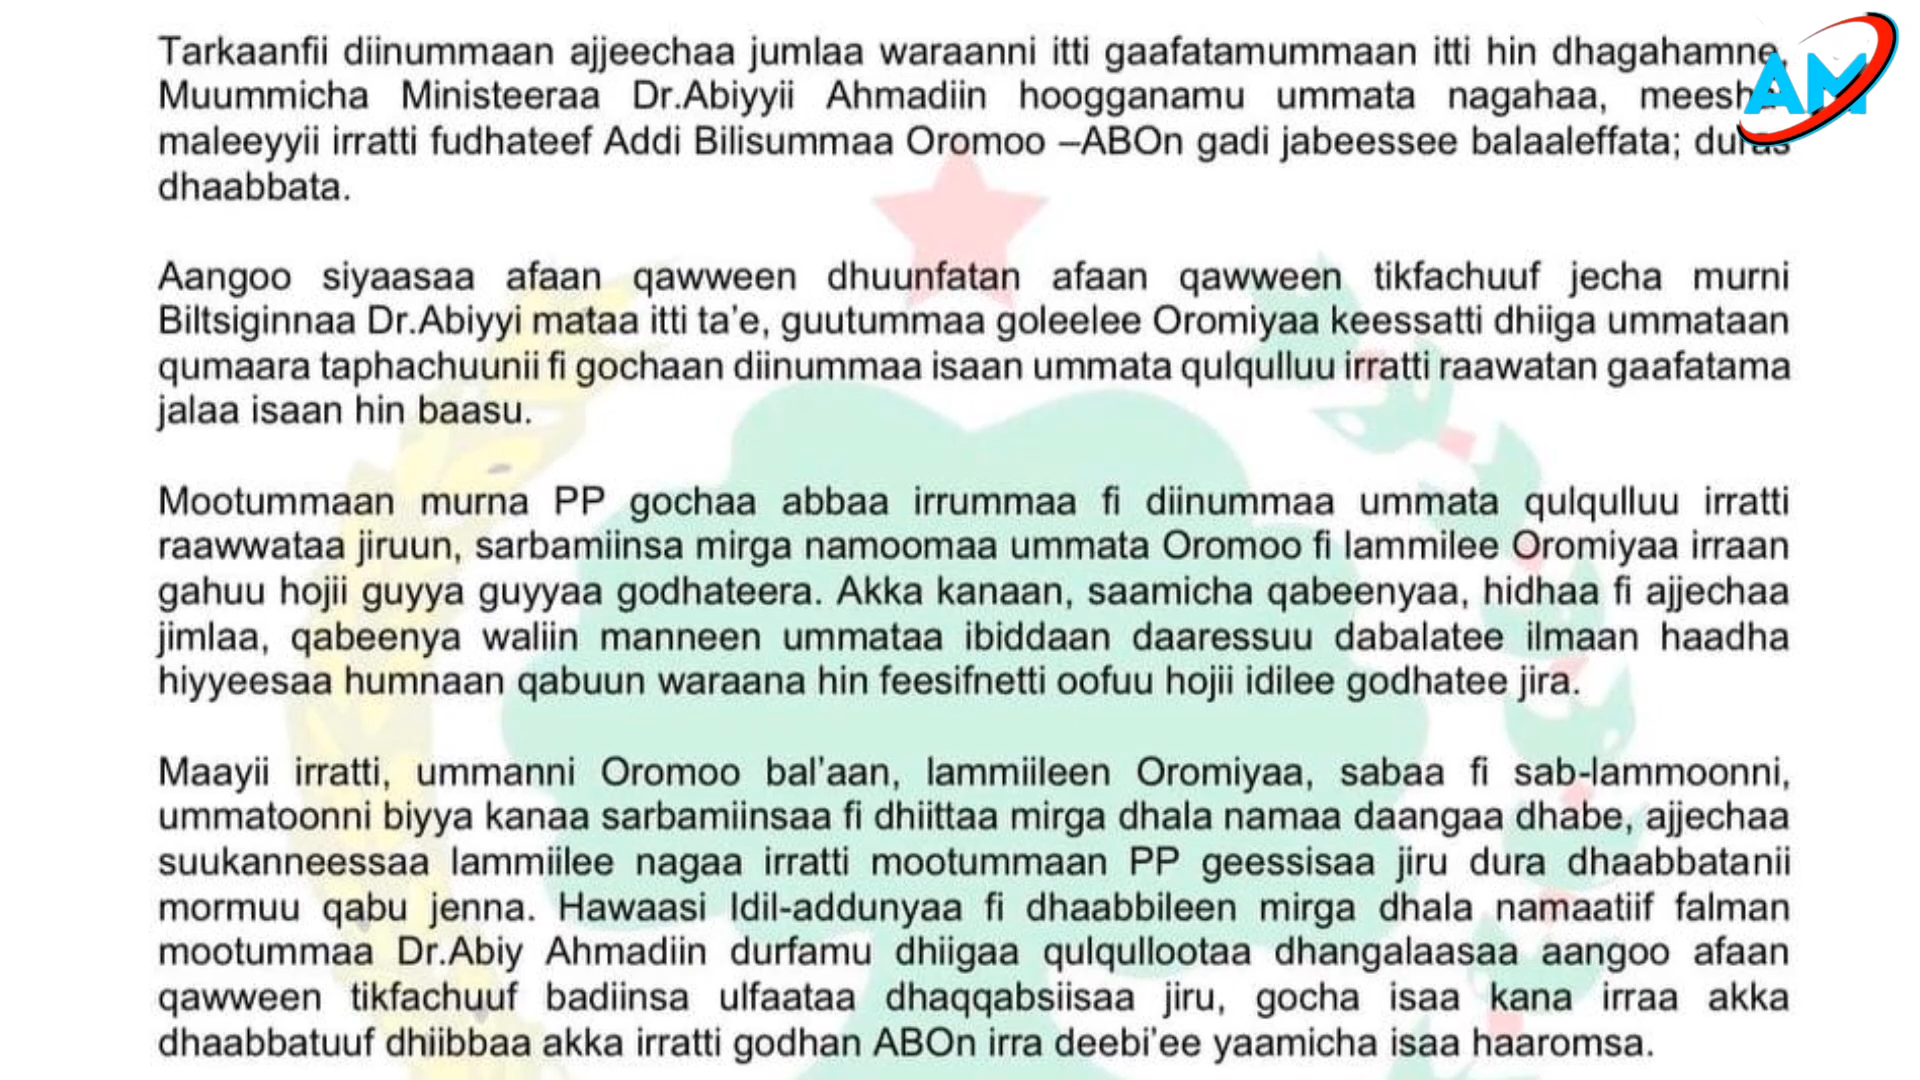 Tarkaanfii diinummaan ajjeechaa jumlaa waraanni itti gaafatamummaan itti hin dhagahamne,
Muummicha Ministeeraa Dr.Abiyyii Ahmadiin hoogganamu ummata nagahaa, meesha
maleeyyii irratti fudhateef Addi Bilisummaa Oromoo –ABOn gadi jabeessee balaaleffata; duras
dhaabbata.
Aangoo siyaasaa afaan qawween dhuunfatan afaan qawween tikfachuuf jecha murni
Biltsiginnaa Dr.Abiyyi mataa itti ta’e, guutummaa goleelee Oromiyaa keessatti dhiiga ummataan
qumaara taphachuunii fi gochaan diinummaa isaan ummata qulqulluu irratti raawatan gaafatama
jalaa isaan hin baasu.
Mootummaan murna PP gochaa abbaa irrummaa fi diinummaa ummata qulqulluu irratti
raawwataa jiruun, sarbamiinsa mirga namoomaa ummata Oromoo fi lammilee Oromiyaa irraan
gahuu hojii guyya guyyaa godhateera. Akka kanaan, saamicha qabeenyaa, hidhaa fi ajjechaa
jimlaa, qabeenya waliin manneen ummataa ibiddaan daaressuu dabalatee ilmaan haadha
hiyyeesaa humnaan qabuun waraana hin feesifnetti oofuu hojii idilee godhatee jira.
Maayii irratti, ummanni Oromoo bal’aan, lammiileen Oromiyaa, sabaa fi sab-lammoonni,
ummatoonni biyya kanaa sarbamiinsaa fi dhiittaa mirga dhala namaa daangaa dhabe, ajjechaa
suukanneessaa lammiilee nagaa irratti mootummaan PP geessisaa jiru dura dhaabbatanii
mormuu qabu jenna. Hawaasi Idil-addunyaa fi dhaabbileen mirga dhala namaatiif falman
mootummaa Dr.Abiy Ahmadiin durfamu dhiigaa qulqullootaa dhangalaasaa aangoo afaan
qawween tikfachuuf badiinsa ulfaataa dhaqqabsiisaa jiru, gocha isaa kana irraa akka
dhaabbatuuf dhiibbaa akka irratti godhan ABOn irra deebi’ee yaamicha isaa haaromsa.
AM